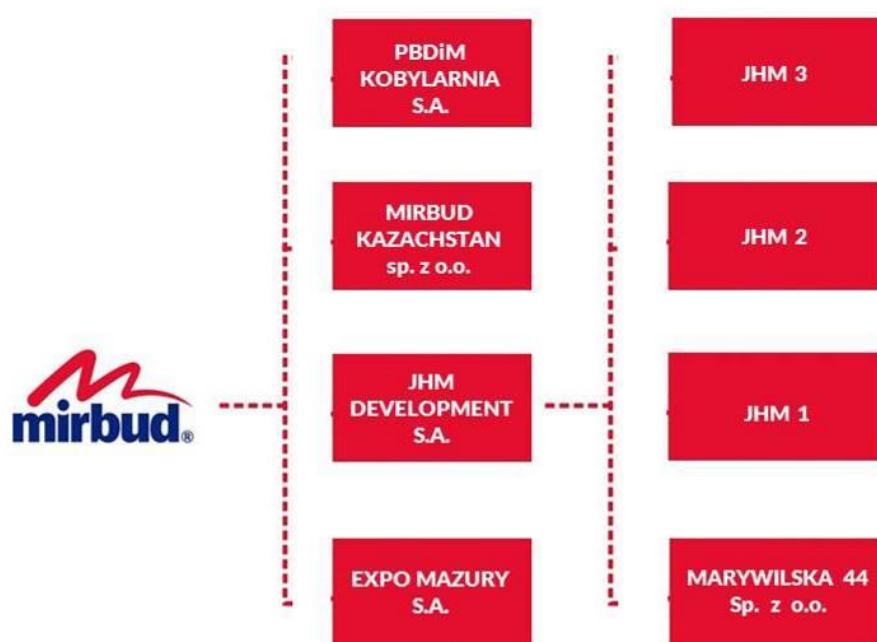 PBDiM
KOBYLARNIA
S.A.
JHM 3
MIRBUD
KAZACHSTAN
sp. z o.o.
JHM 2
mirbud®
JHM
DEVELOPMENT
S.A.
JHM 1
EXPO MAZURY
S.A.
MARYWILSKA 44
Sp. z o.o.